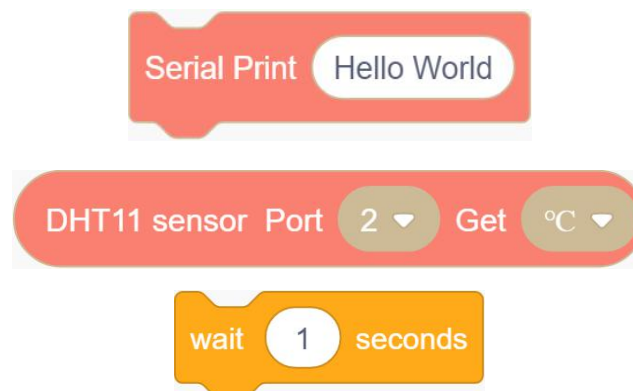 Serial Print Hello World
DHT11 sensor Port 2 Get ℃
wait 1 seconds